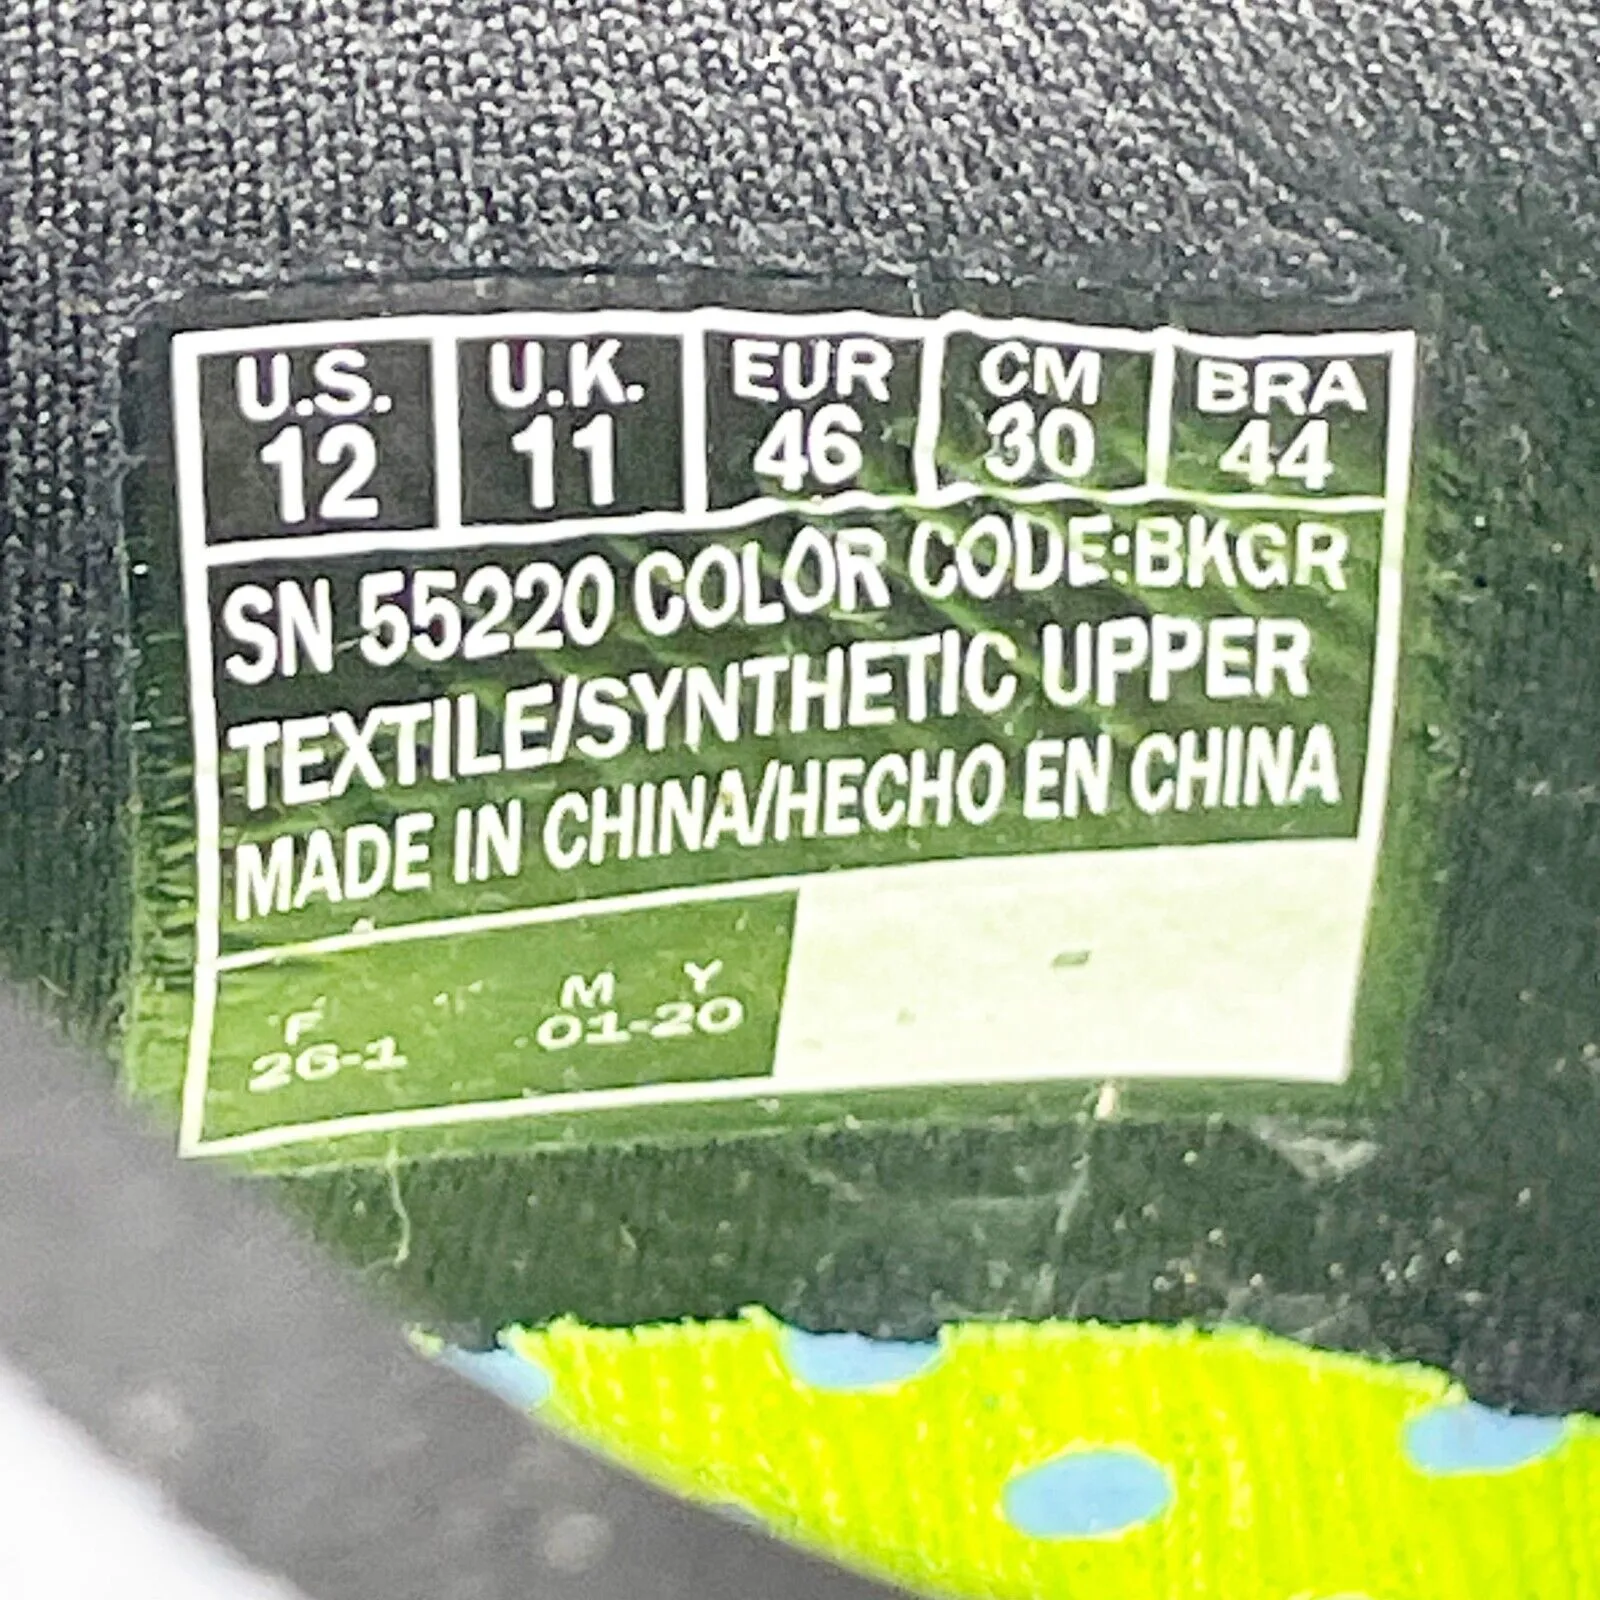 U.S. U.K. EUR CM BRA
12 11 46 30 44
SN 55220 COLOR CODE:BKGR
TEXTILE/SYNTHETIC UPPER
MADE IN CHINA/HECHO EN CHINA
F M Y
26-1 01-20